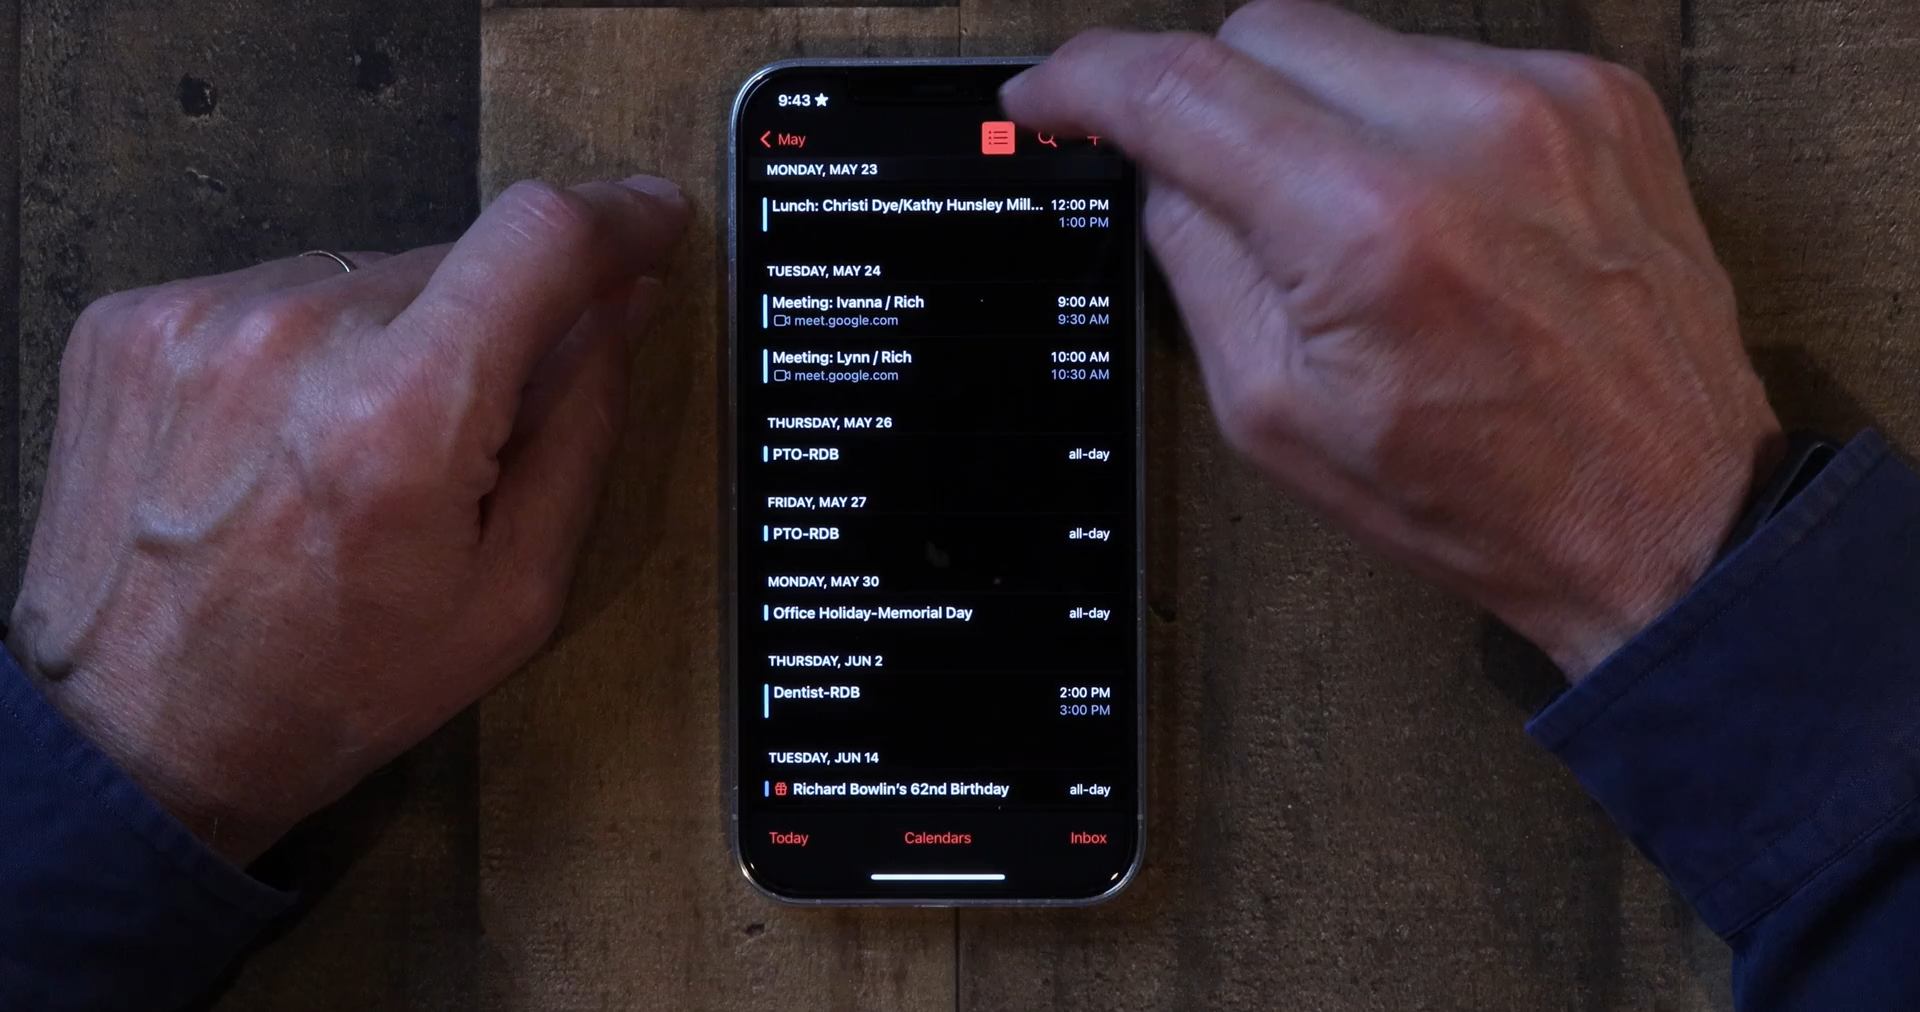 9:43
May
MONDAY, MAY 23
Lunch: Christi Dye/Kathy Hunsley Mill... 12:00 PM
1:00 PM
TUESDAY, MAY 24
Meeting: Ivanna / Rich 9:00 AM
meet.google.com 9:30 AM
Meeting: Lynn / Rich 10:00 AM
meet.google.com 10:30 AM
THURSDAY, MAY 26
PTO-RDB all-day
FRIDAY, MAY 27
PTO-RDB all-day
MONDAY, MAY 30
Office Holiday-Memorial Day all-day
THURSDAY, JUN 2
Dentist-RDB 2:00 PM
3:00 PM
TUESDAY, JUN 14
Richard Bowlin's 62nd Birthday all-day
Today Calendars Inbox